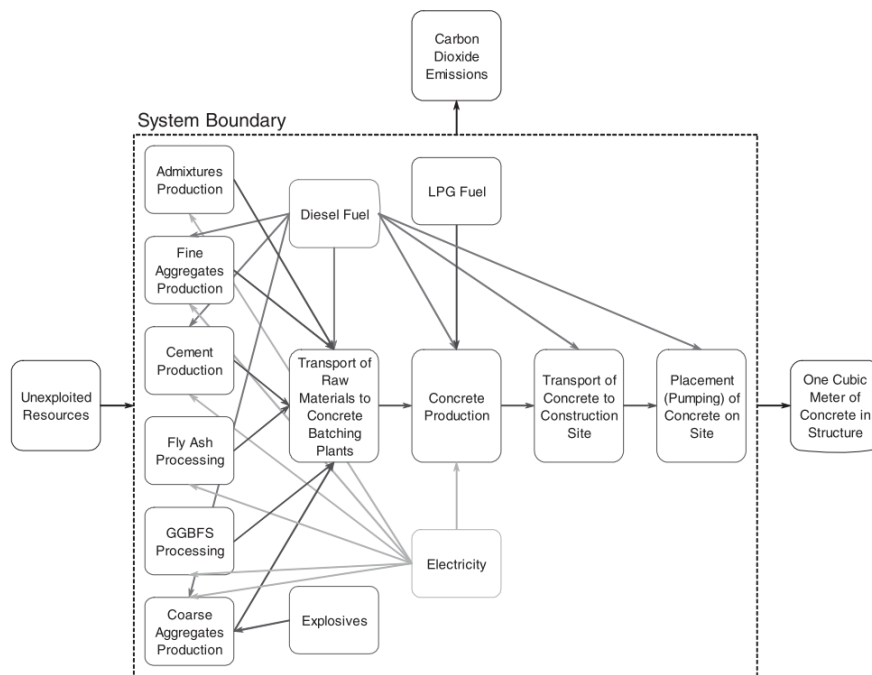 Carbon
Dioxide
Emissions
System Boundary
Admixtures
Production
Diesel Fuel
LPG Fuel
Fine
Aggregates
Production
Cement
Production
Transport of
Raw
Materials to
Concrete
Batching
Plants
Concrete
Production
Transport of
Concrete to
Construction
Site
Placement
(Pumping) of
Concrete on
Site
Unexploited
Resources
One Cubic
Meter of
Concrete in
Structure
Fly Ash
Processing
GGBFS
Processing
Electricity
Coarse
Aggregates
Production
Explosives